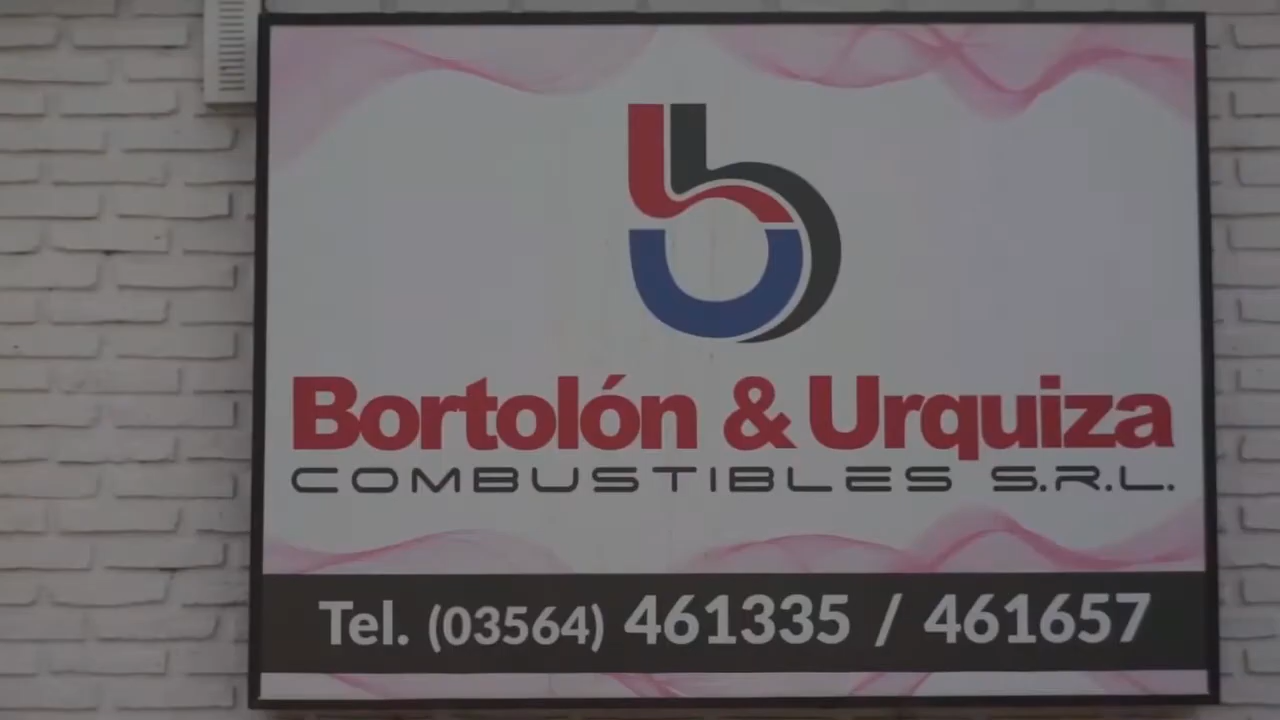 Bortolón & Urquiza
COMBUSTIBLES S.R.L.
Tel. (03564) 461335 / 461657